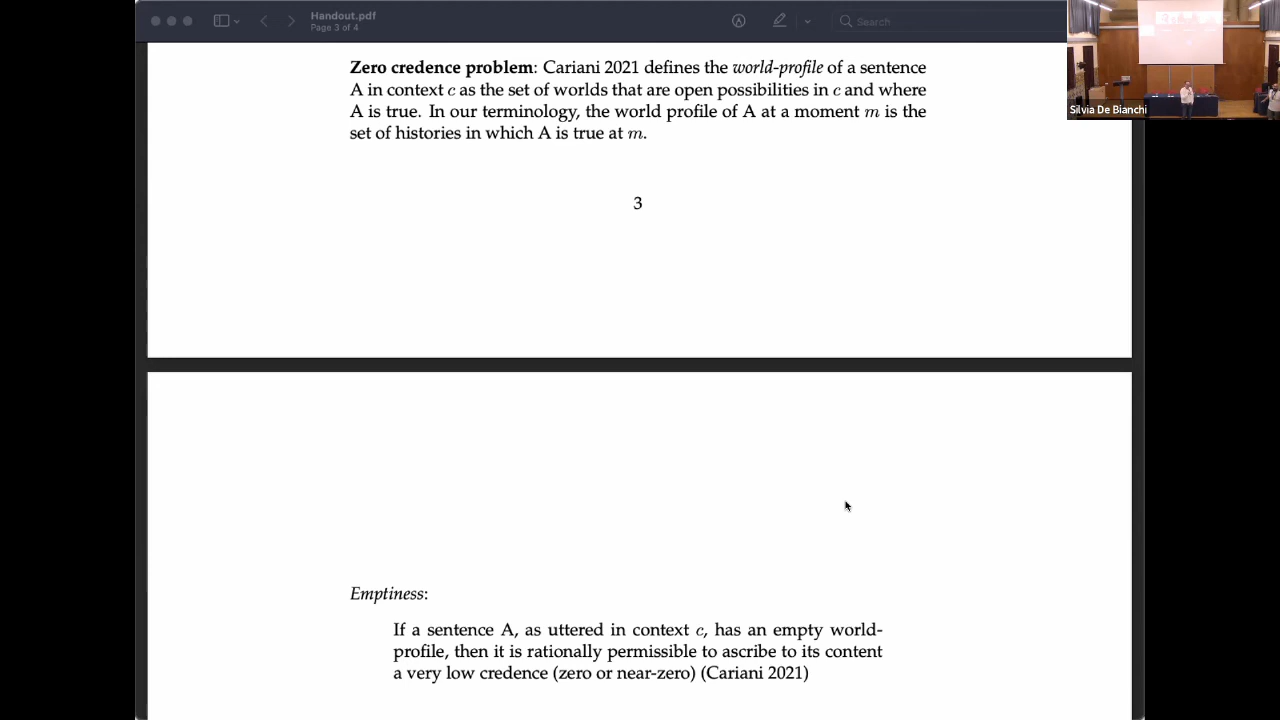 Handout.pdf
Page 3 of 4
Search
Silvia De Bianchi
Zero credence problem: Cariani 2021 defines the world-profile of a sentence
A in context c as the set of worlds that are open possibilities in c and where
A is true. In our terminology, the world profile of A at a moment m is the
set of histories in which A is true at m.
3
Emptiness:
If a sentence A, as uttered in context c, has an empty world-
profile, then it is rationally permissible to ascribe to its content
a very low credence (zero or near-zero) (Cariani 2021)